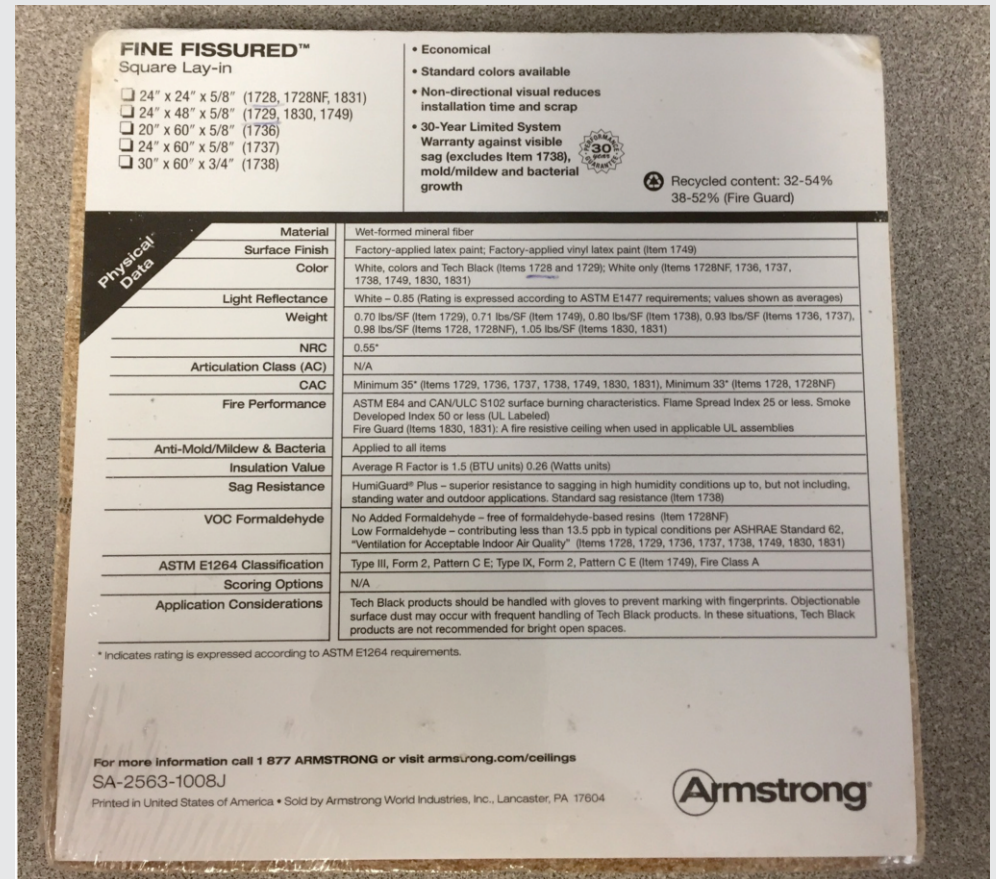 FINE FISSURED™
Square Lay-in
24" x 24" x 5/8" (1728, 1728NF, 1831)
24" x 48" x 5/8" (1729, 1830, 1749)
20" x 60" x 5/8" (1736)
24" x 60" x 5/8" (1737)
30" x 60" x 3/4" (1738)
• Economical
• Standard colors available
• Non-directional visual reduces
installation time and scrap
• 30-Year Limited System
Warranty against visible
sag (excludes Item 1738),
mold/mildew and bacterial
growth
PERFORMANCE
30
GUARANTEE
Recycled content: 32-54%
38-52% (Fire Guard)
Physical
Data
Material Wet-formed mineral fiber
Surface Finish Factory-applied latex paint; Factory-applied vinyl latex paint (Item 1749)
Color White, colors and Tech Black (Items 1728 and 1729); White only (Items 1728NF, 1736, 1737,
1738, 1749, 1830, 1831)
Light Reflectance White – 0.85 (Rating is expressed according to ASTM E1477 requirements; values shown as averages)
Weight 0.70 lbs/SF (Item 1729), 0.71 lbs/SF (Item 1749), 0.80 lbs/SF (Item 1738), 0.93 lbs/SF (Items 1736, 1737),
0.98 lbs/SF (Items 1728, 1728NF), 1.05 lbs/SF (Items 1830, 1831)
NRC 0.55*
Articulation Class (AC) N/A
CAC Minimum 35* (Items 1729, 1736, 1737, 1738, 1749, 1830, 1831), Minimum 33* (Items 1728, 1728NF)
Fire Performance ASTM E84 and CAN/ULC S102 surface burning characteristics. Flame Spread Index 25 or less. Smoke
Developed Index 50 or less (UL Labeled)
Fire Guard (Items 1830, 1831): A fire resistive ceiling when used in applicable UL assemblies
Anti-Mold/Mildew & Bacteria Applied to all items
Insulation Value Average R Factor is 1.5 (BTU units) 0.26 (Watts units)
Sag Resistance HumiGuard® Plus – superior resistance to sagging in high humidity conditions up to, but not including,
standing water and outdoor applications. Standard sag resistance (Item 1738)
VOC Formaldehyde No Added Formaldehyde – free of formaldehyde-based resins (Item 1728NF)
Low Formaldehyde – contributing less than 13.5 ppb in typical conditions per ASHRAE Standard 62,
"Ventilation for Acceptable Indoor Air Quality" (Items 1728, 1729, 1736, 1737, 1738, 1749, 1830, 1831)
ASTM E1264 Classification Type III, Form 2, Pattern C E; Type IX, Form 2, Pattern C E (Item 1749), Fire Class A
Scoring Options N/A
Application Considerations Tech Black products should be handled with gloves to prevent marking with fingerprints. Objectionable
surface dust may occur with frequent handling of Tech Black products. In these situations, Tech Black
products are not recommended for bright open spaces.
* Indicates rating is expressed according to ASTM E1264 requirements.
For more information call 1 877 ARMSTRONG or visit armstrong.com/ceilings
SA-2563-1008J
Printed in United States of America • Sold by Armstrong World Industries, Inc., Lancaster, PA 17604
Armstrong®